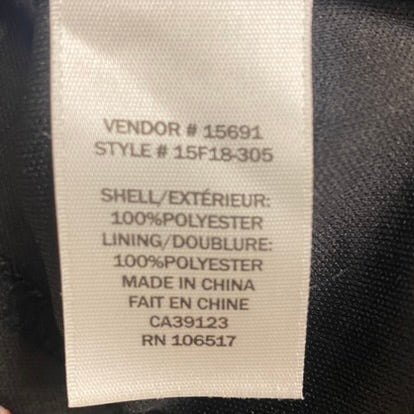 VENDOR # 15691
STYLE # 15F18-305
SHELL/EXTÉRIEUR:
100%POLYESTER
LINING/DOUBLURE:
100%POLYESTER
MADE IN CHINA
FAIT EN CHINE
CA39123
RN 106517